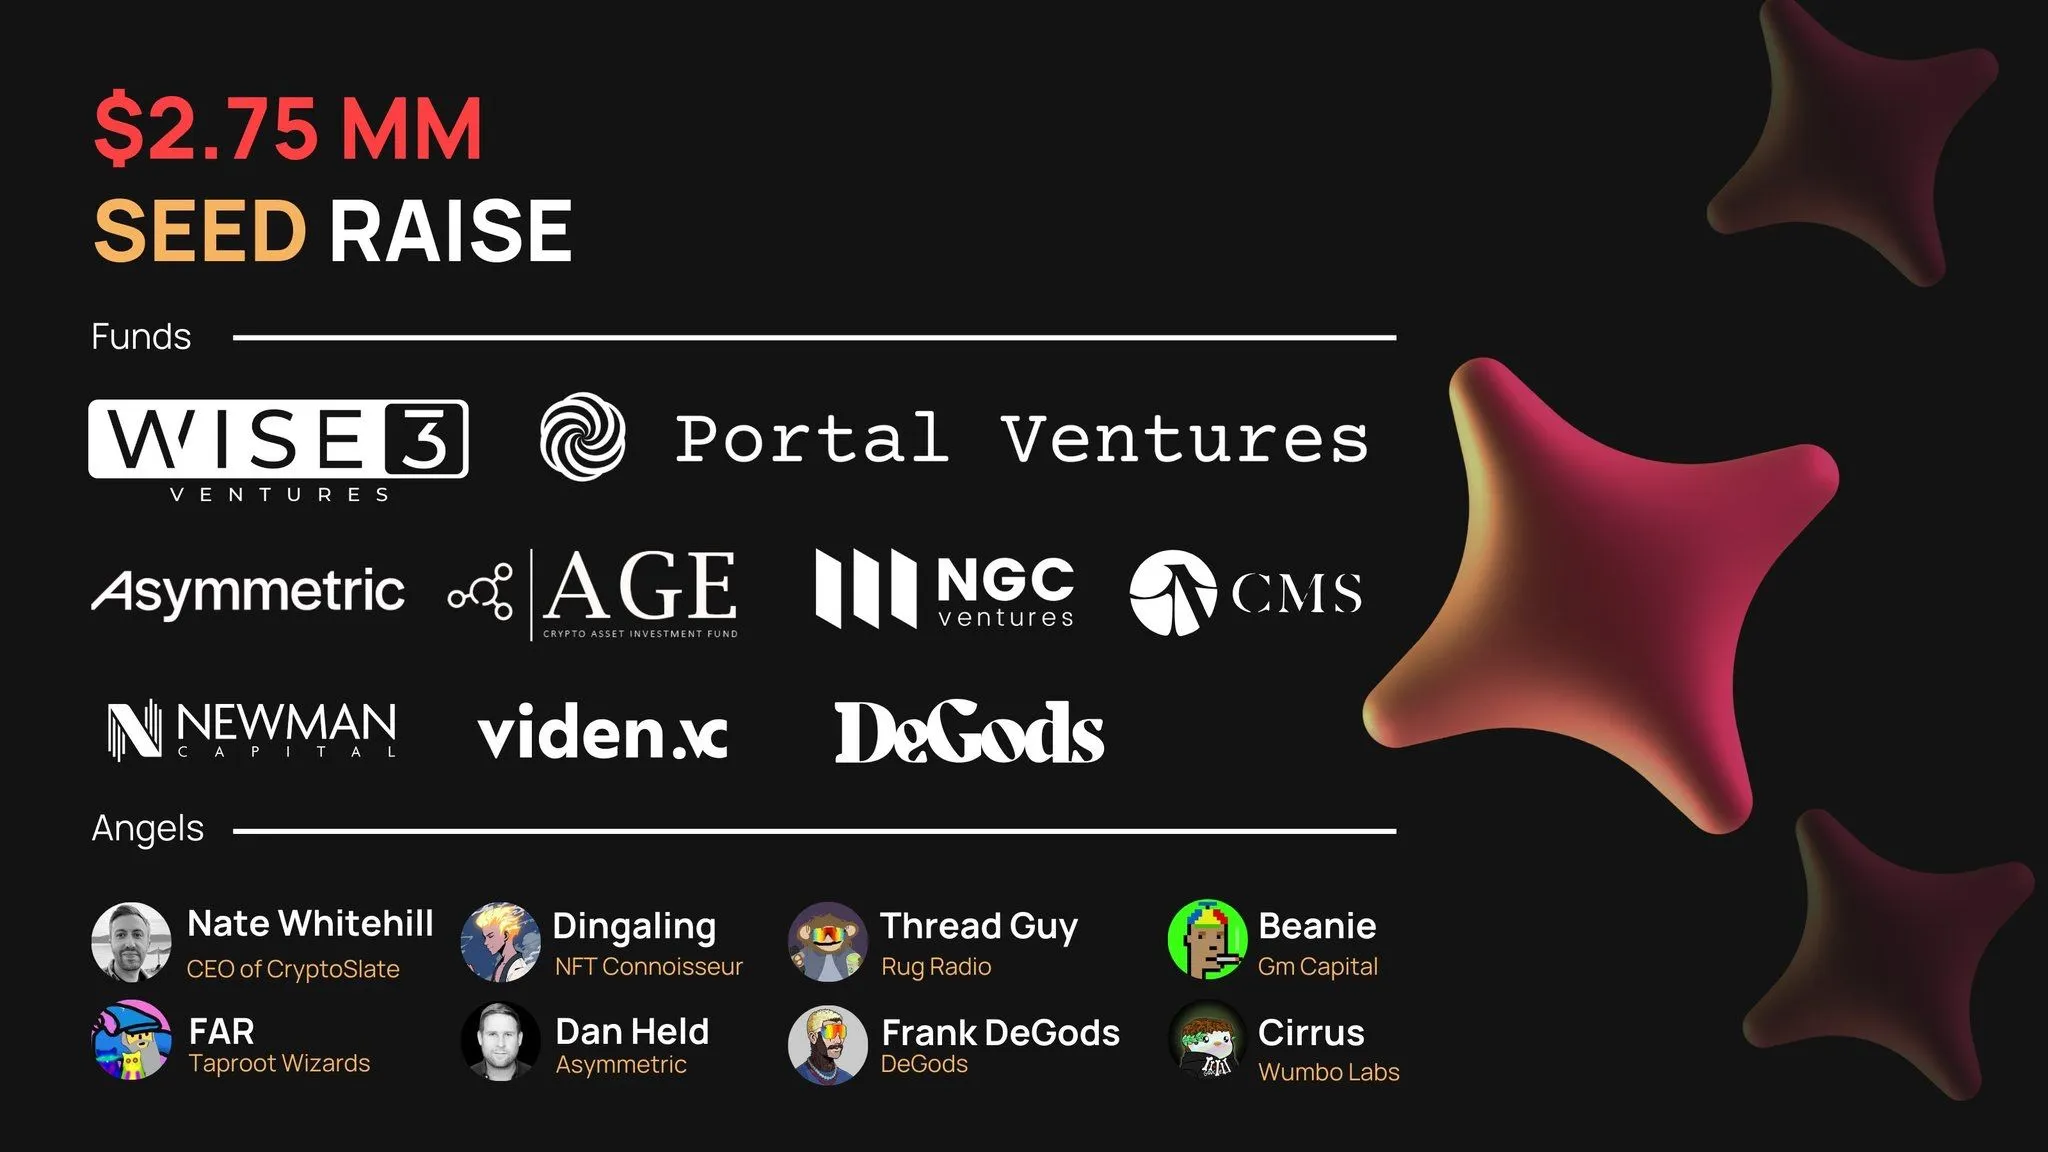 $2.75 MM
SEED RAISE
Funds
WISE 3
VENTURES
Portal Ventures
Asymmetric
AGE
CRYPTO ASSET INVESTMENT FUND
NGC
ventures
CMS
NEWMAN
CAPITAL
viden.vc
DeGods
Angels
Nate Whitehill
CEO of CryptoSlate
Dingaling
NFT Connoisseur
Thread Guy
Rug Radio
Beanie
Gm Capital
FAR
Taproot Wizards
Dan Held
Asymmetric
Frank DeGods
DeGods
Cirrus
Wumbo Labs